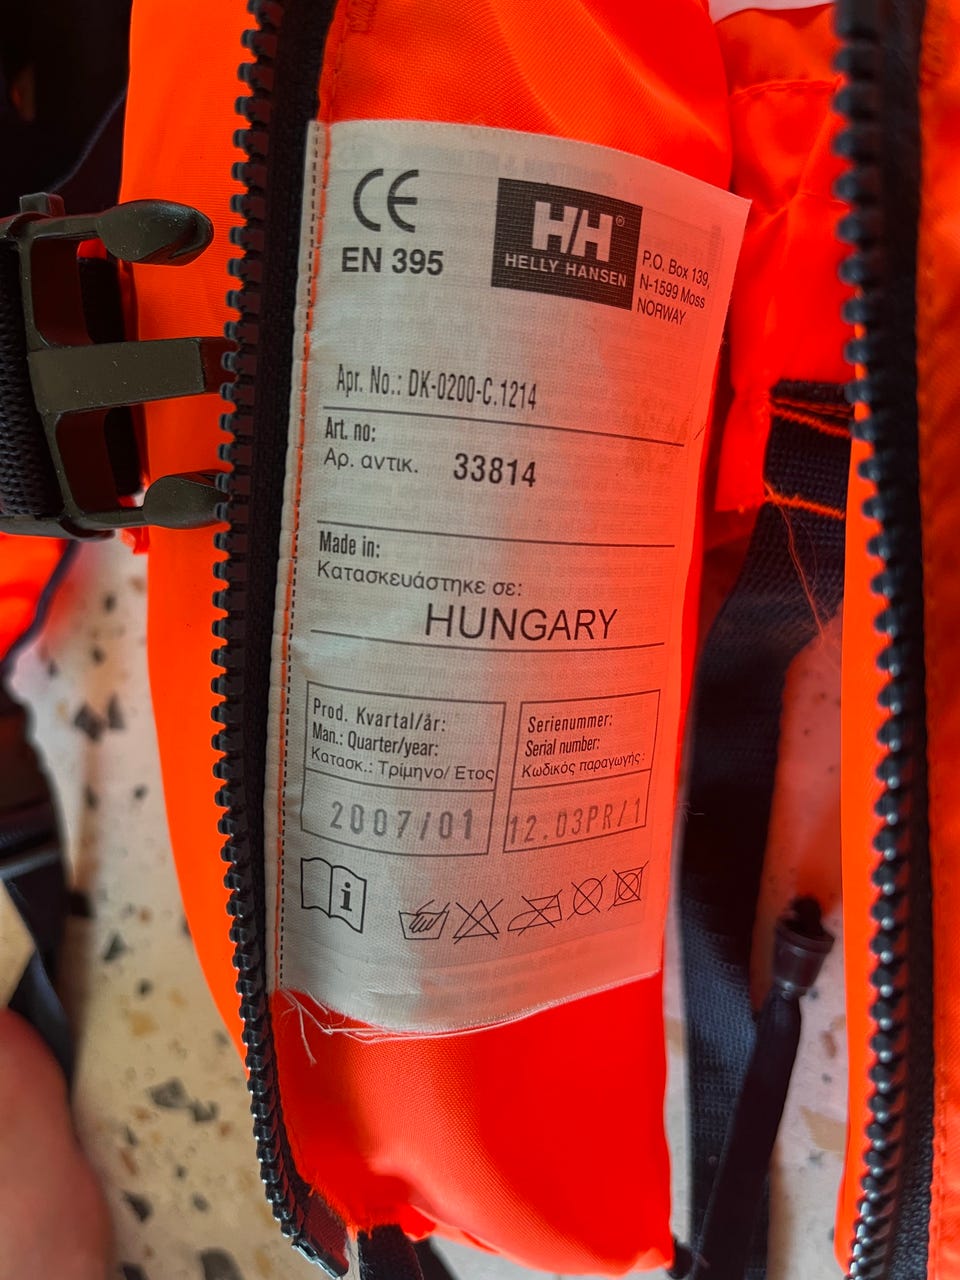 CE
EN 395
HH®
HELLY HANSEN
P.O. Box 139,
N-1599 Moss
NORWAY
Apr. No.: DK-0200-C.1214
Art. no:
Αρ. αντικ. 33814
Made in:
Κατασκευάστηκε σε:
HUNGARY
Prod. Kvartal/år:
Man.: Quarter/year:
Κατασκ.: Τρίμηνο/ Έτος
2007/01
Serienummer:
Serial number:
Κωδικός παραγωγής:
12.03PR/1
i